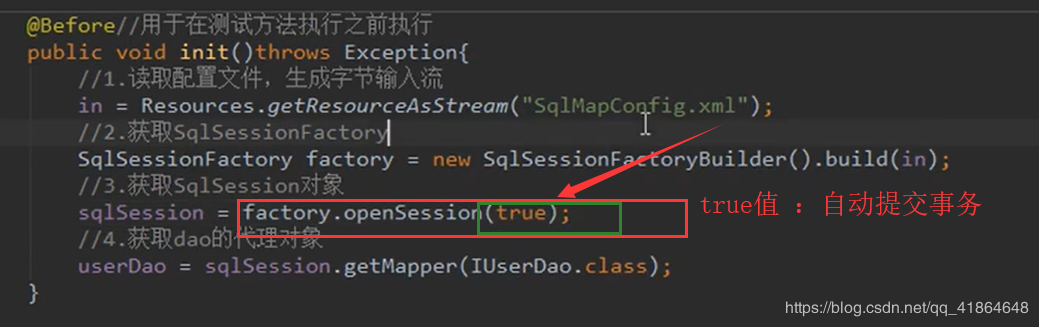 @Before//用于在测试方法执行之前执行
public void init()throws Exception{
//1.读取配置文件，生成字节输入流
in = Resources.getResourceAsStream("SqlMapConfig.xml");
//2.获取SqlSessionFactory
SqlSessionFactory factory = new SqlSessionFactoryBuilder().build(in);
//3.获取SqlSession对象
sqlSession = factory.openSession(true); true值 ：自动提交事务
//4.获取dao的代理对象
userDao = sqlSession.getMapper(IUserDao.class);
}
https://blog.csdn.net/qq_41864648